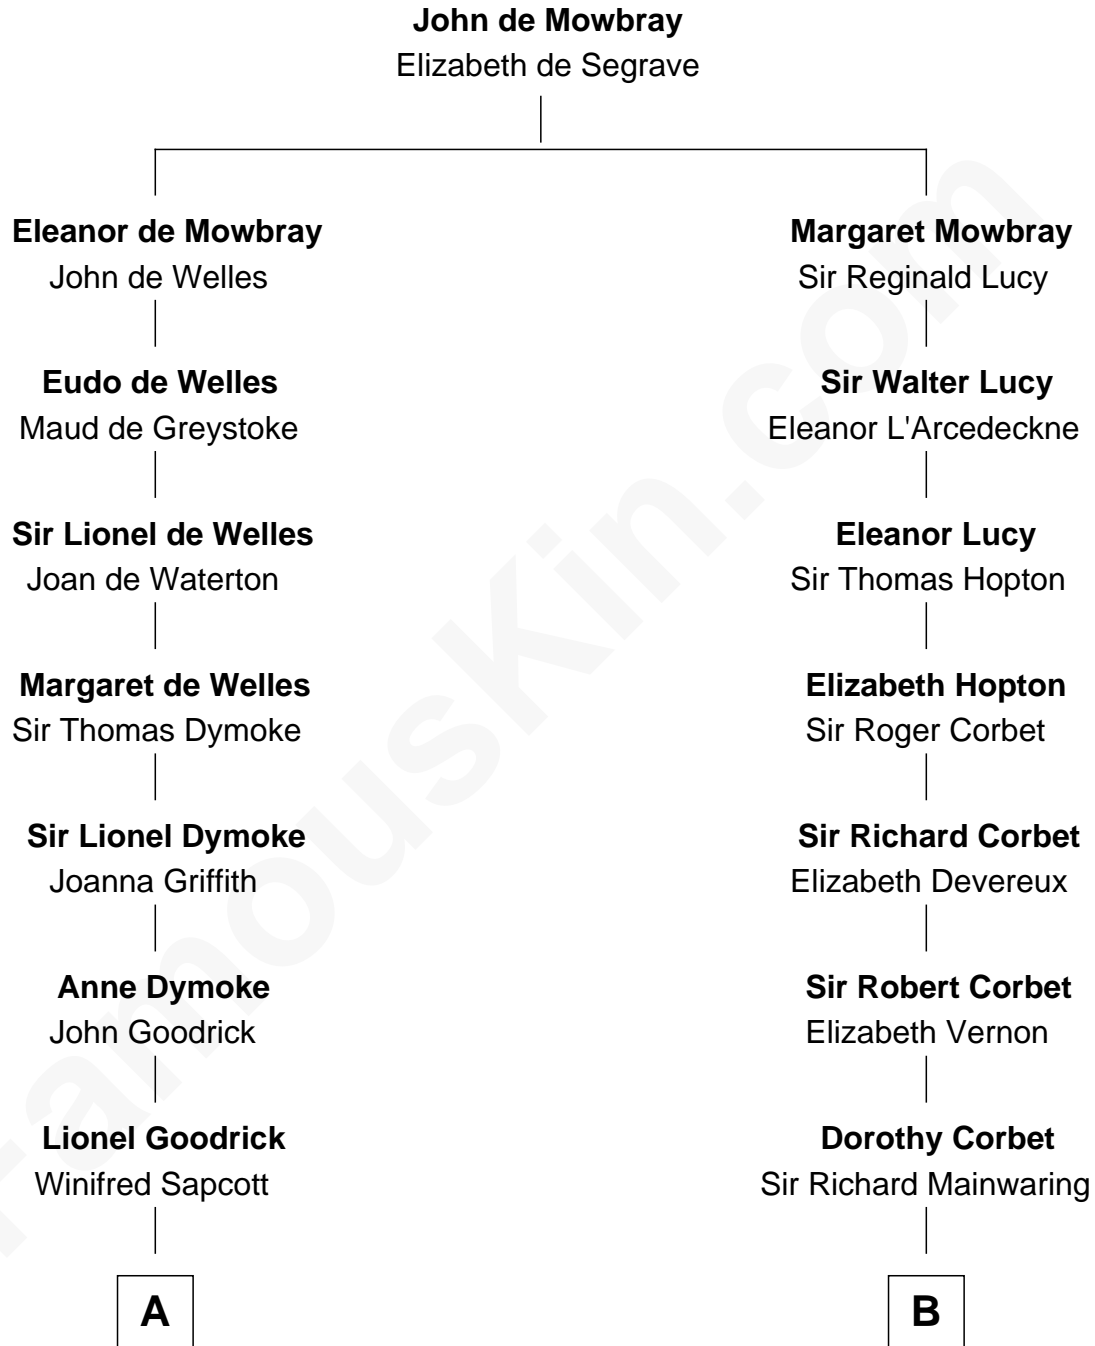 John de Mowbray
Elizabeth de Segrave
Eleanor de Mowbray
John de Welles
Margaret Mowbray
Sir Reginald Lucy
Eudo de Welles
Maud de Greystoke
Sir Walter Lucy
Eleanor L'Arcedeckne
Sir Lionel de Welles
Joan de Waterton
Eleanor Lucy
Sir Thomas Hopton
Margaret de Welles
Sir Thomas Dymoke
Elizabeth Hopton
Sir Roger Corbet
Sir Lionel Dymoke
Joanna Griffith
Sir Richard Corbet
Elizabeth Devereux
Anne Dymoke
John Goodrick
Sir Robert Corbet
Elizabeth Vernon
Lionel Goodrick
Winifred Sapcott
Dorothy Corbet
Sir Richard Mainwaring
A
B
FamousKin.com